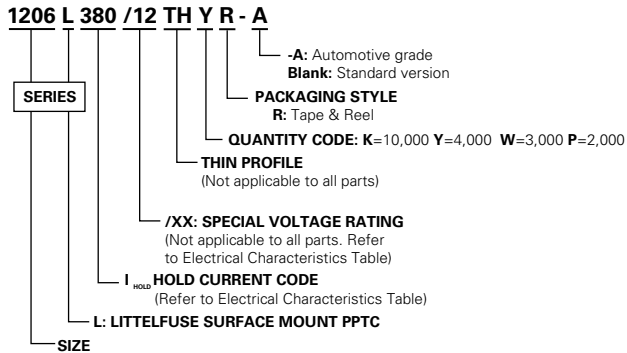 1206 L 380 /12 TH Y R - A
-A: Automotive grade
Blank: Standard version
SERIES
PACKAGING STYLE
R: Tape & Reel
QUANTITY CODE: K=10,000 Y=4,000 W=3,000 P=2,000
THIN PROFILE
(Not applicable to all parts)
/XX: SPECIAL VOLTAGE RATING
(Not applicable to all parts. Refer
to Electrical Characteristics Table)
I HOLD HOLD CURRENT CODE
(Refer to Electrical Characteristics Table)
L: LITTELFUSE SURFACE MOUNT PPTC
SIZE